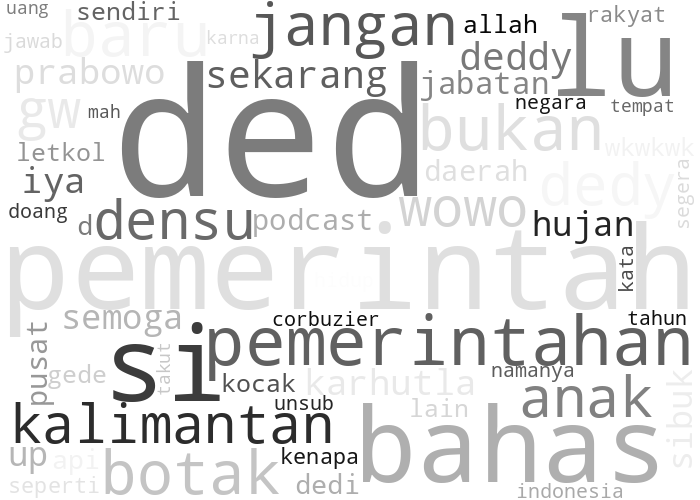 uang
sendiri
jangan
allah
rakyat
jawab
baru
karna
deddy
lu
prabowo
sekarang
jabatan
gw
mah
ded
negara
tempat
bukan
wkwkwk
letkol
iya
daerah
dedy
segera
doang
d
densu
podcast
wowo
hujan
pemerintah
kata
semoga
corbuzier
tahun
pusat
si
pemerintahan
gede
takut
kocak
karhutla
namanya
anak
sibuk
kalimantan
unsub
lain
bahas
up
api
botak
kenapa
seperti
dedi
indonesia